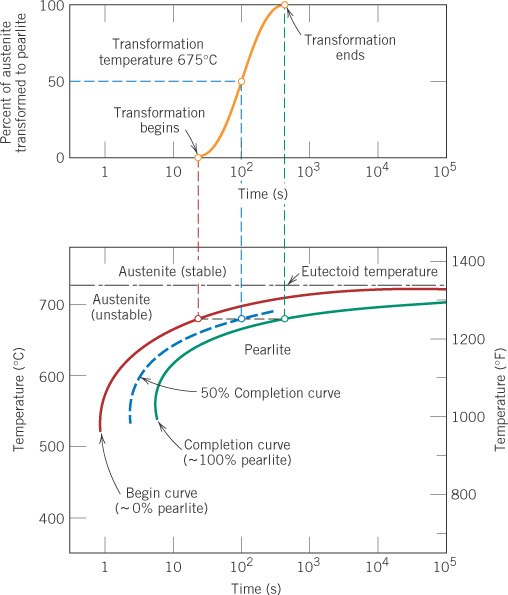 Percent of austenite
transformed to pearlite
100
50
0
Transformation
temperature 675°C
Transformation
ends
Transformation
begins
1
10
10²
10³
10⁴
10⁵
Time (s)
Austenite (stable)
Eutectoid temperature
Austenite
(unstable)
Pearlite
50% Completion curve
Completion curve
(~100% pearlite)
Begin curve
(~0% pearlite)
Temperature (°C)
700
600
500
400
Temperature (°F)
1400
1200
1000
800
1
10
10²
10³
10⁴
10⁵
Time (s)